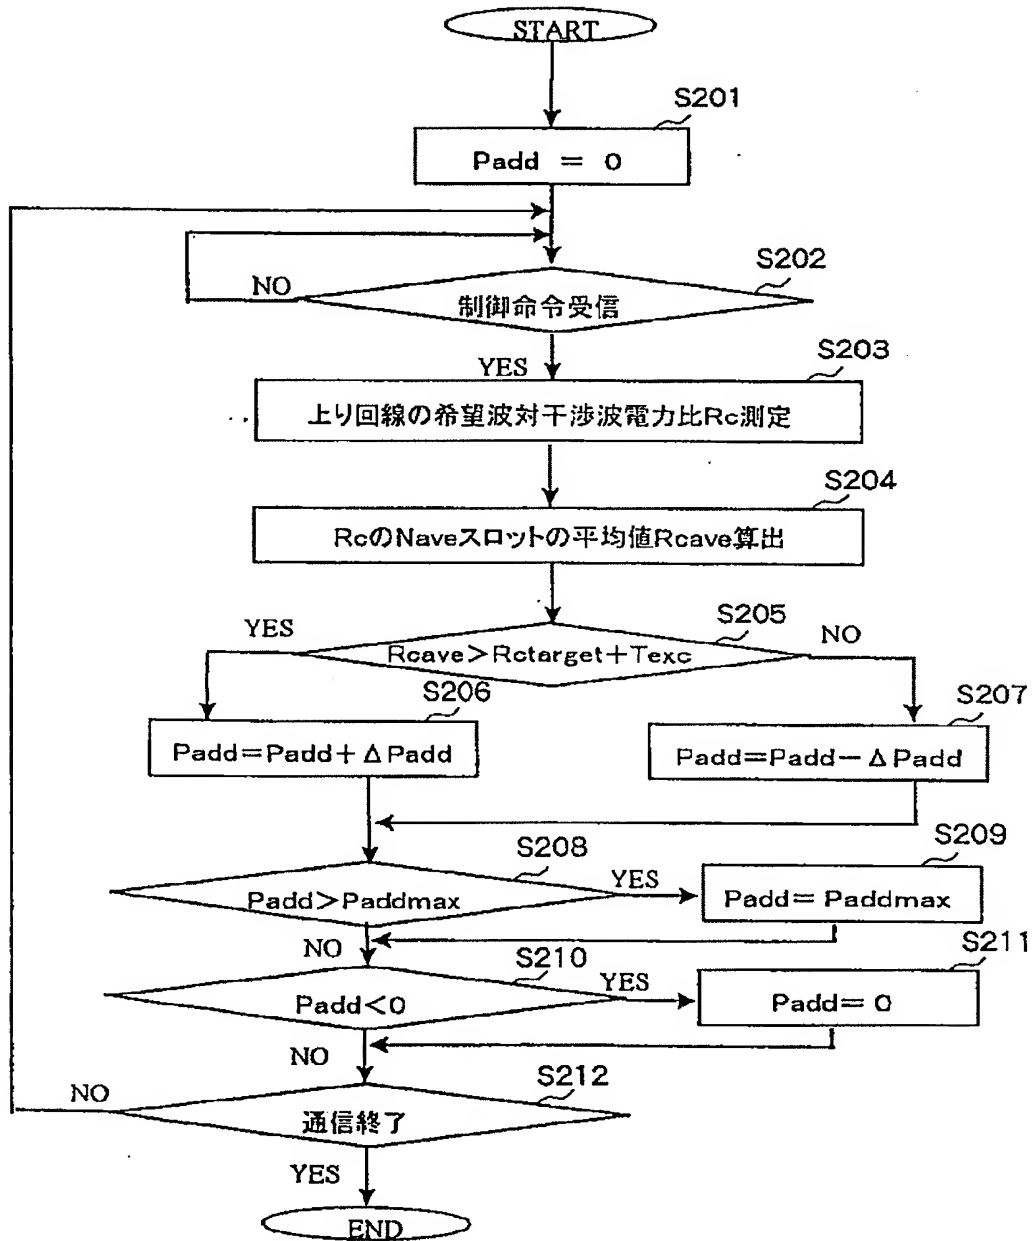 START
S201
Padd = 0
S202
NO
制御命令受信
YES
S203
上り回線の希望波対干渉波電力比Rc測定
S204
RcのNaveスロットの平均値Rcave算出
S205
YES
NO
Rcave>Rctarget+Texc
S206
S207
Padd=Padd+ΔPadd
Padd=Padd-ΔPadd
S208
S209
YES
Padd>Paddmax
Padd=Paddmax
NO
S210
S211
YES
Padd<0
Padd=0
NO
S212
NO
通信終了
YES
END